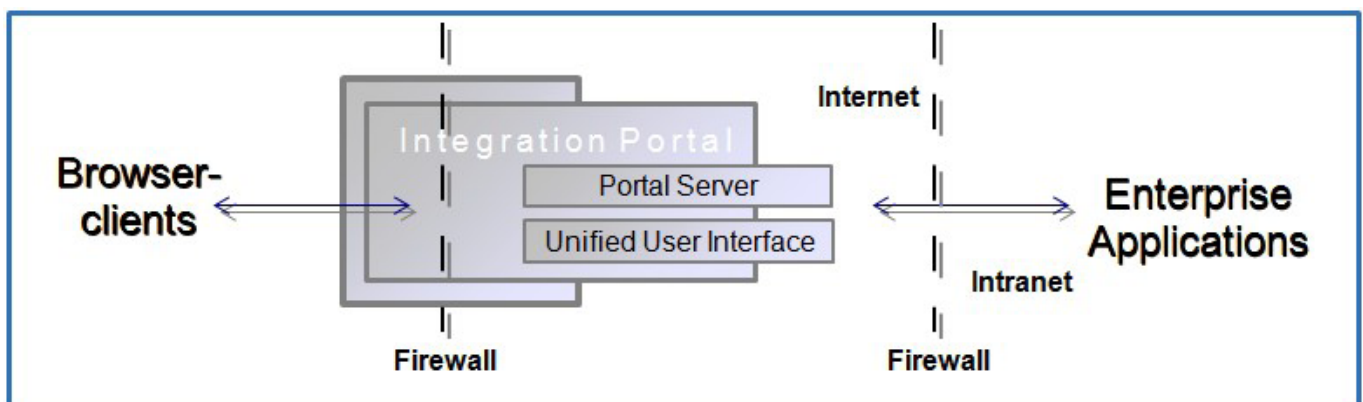 Internet
Integration Portal
Browser-
clients
Portal Server
Unified User Interface
Enterprise
Applications
Intranet
Firewall
Firewall